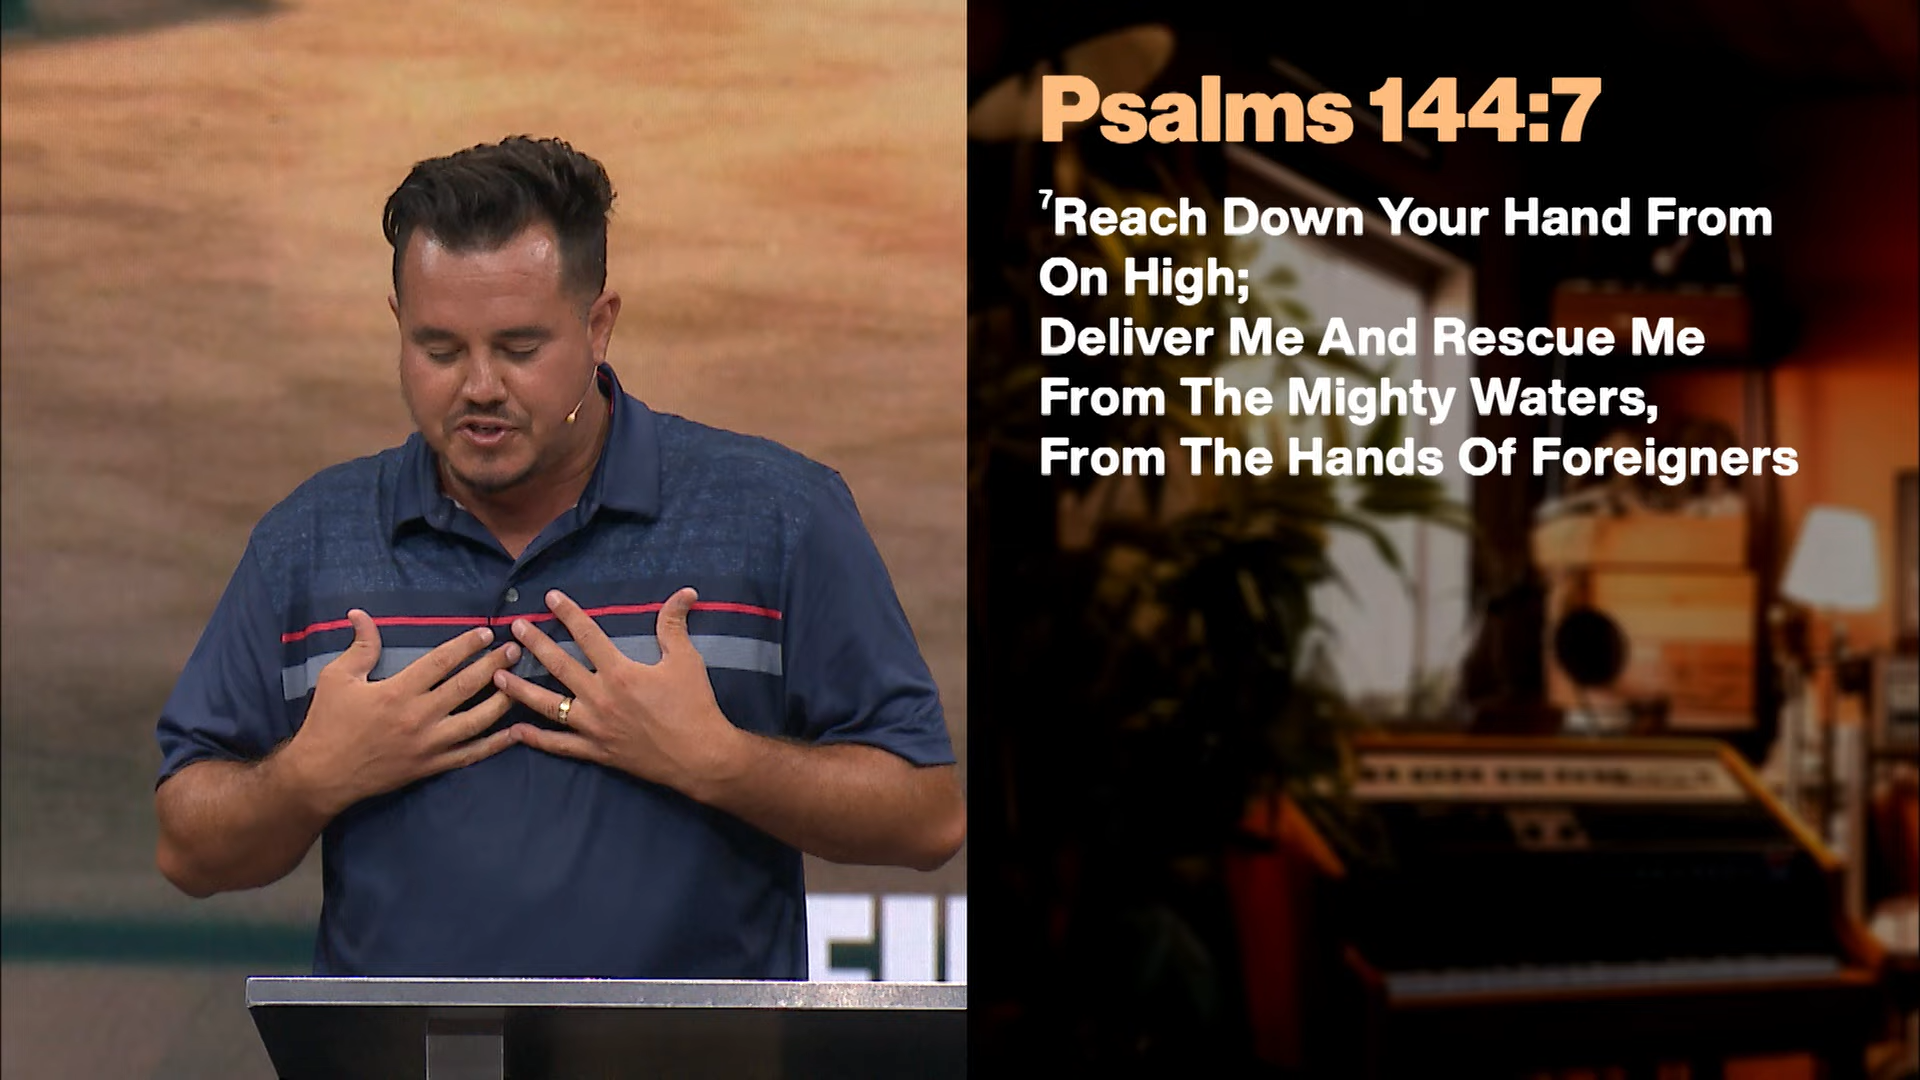 Psalms 144:7
⁷Reach Down Your Hand From
On High;
Deliver Me And Rescue Me
From The Mighty Waters,
From The Hands Of Foreigners